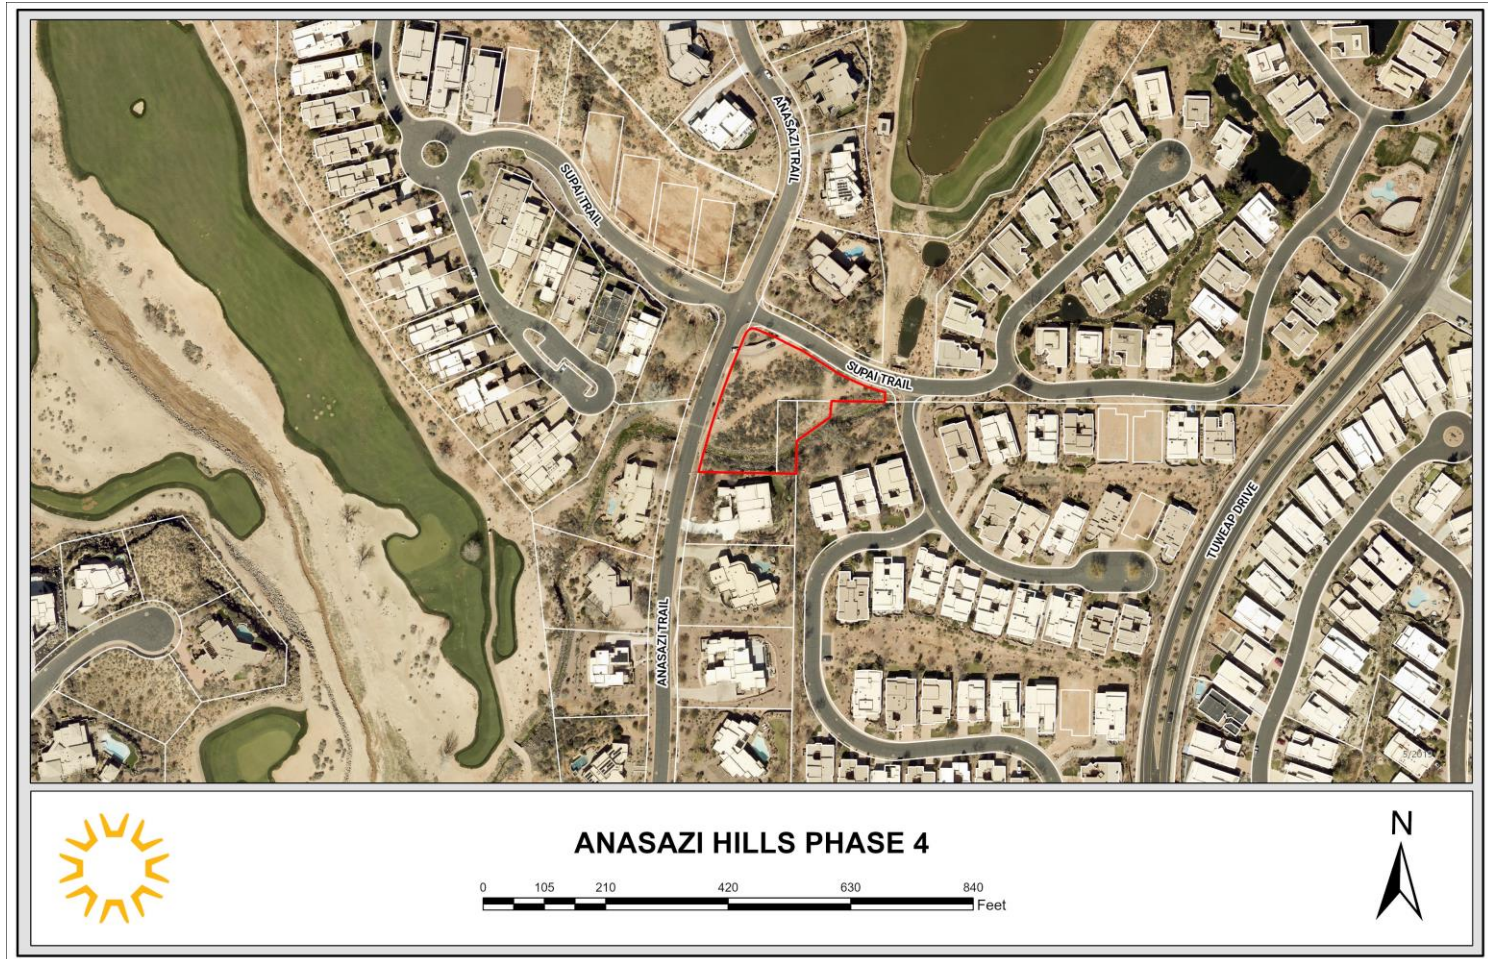 ANASAZI TRAIL
SUPAI TRAIL
SUPAI TRAIL
TUWEAP DRIVE
ANASAZI TRAIL
ANASAZI HILLS PHASE 4
N
0 105 210 420 630 840
Feet